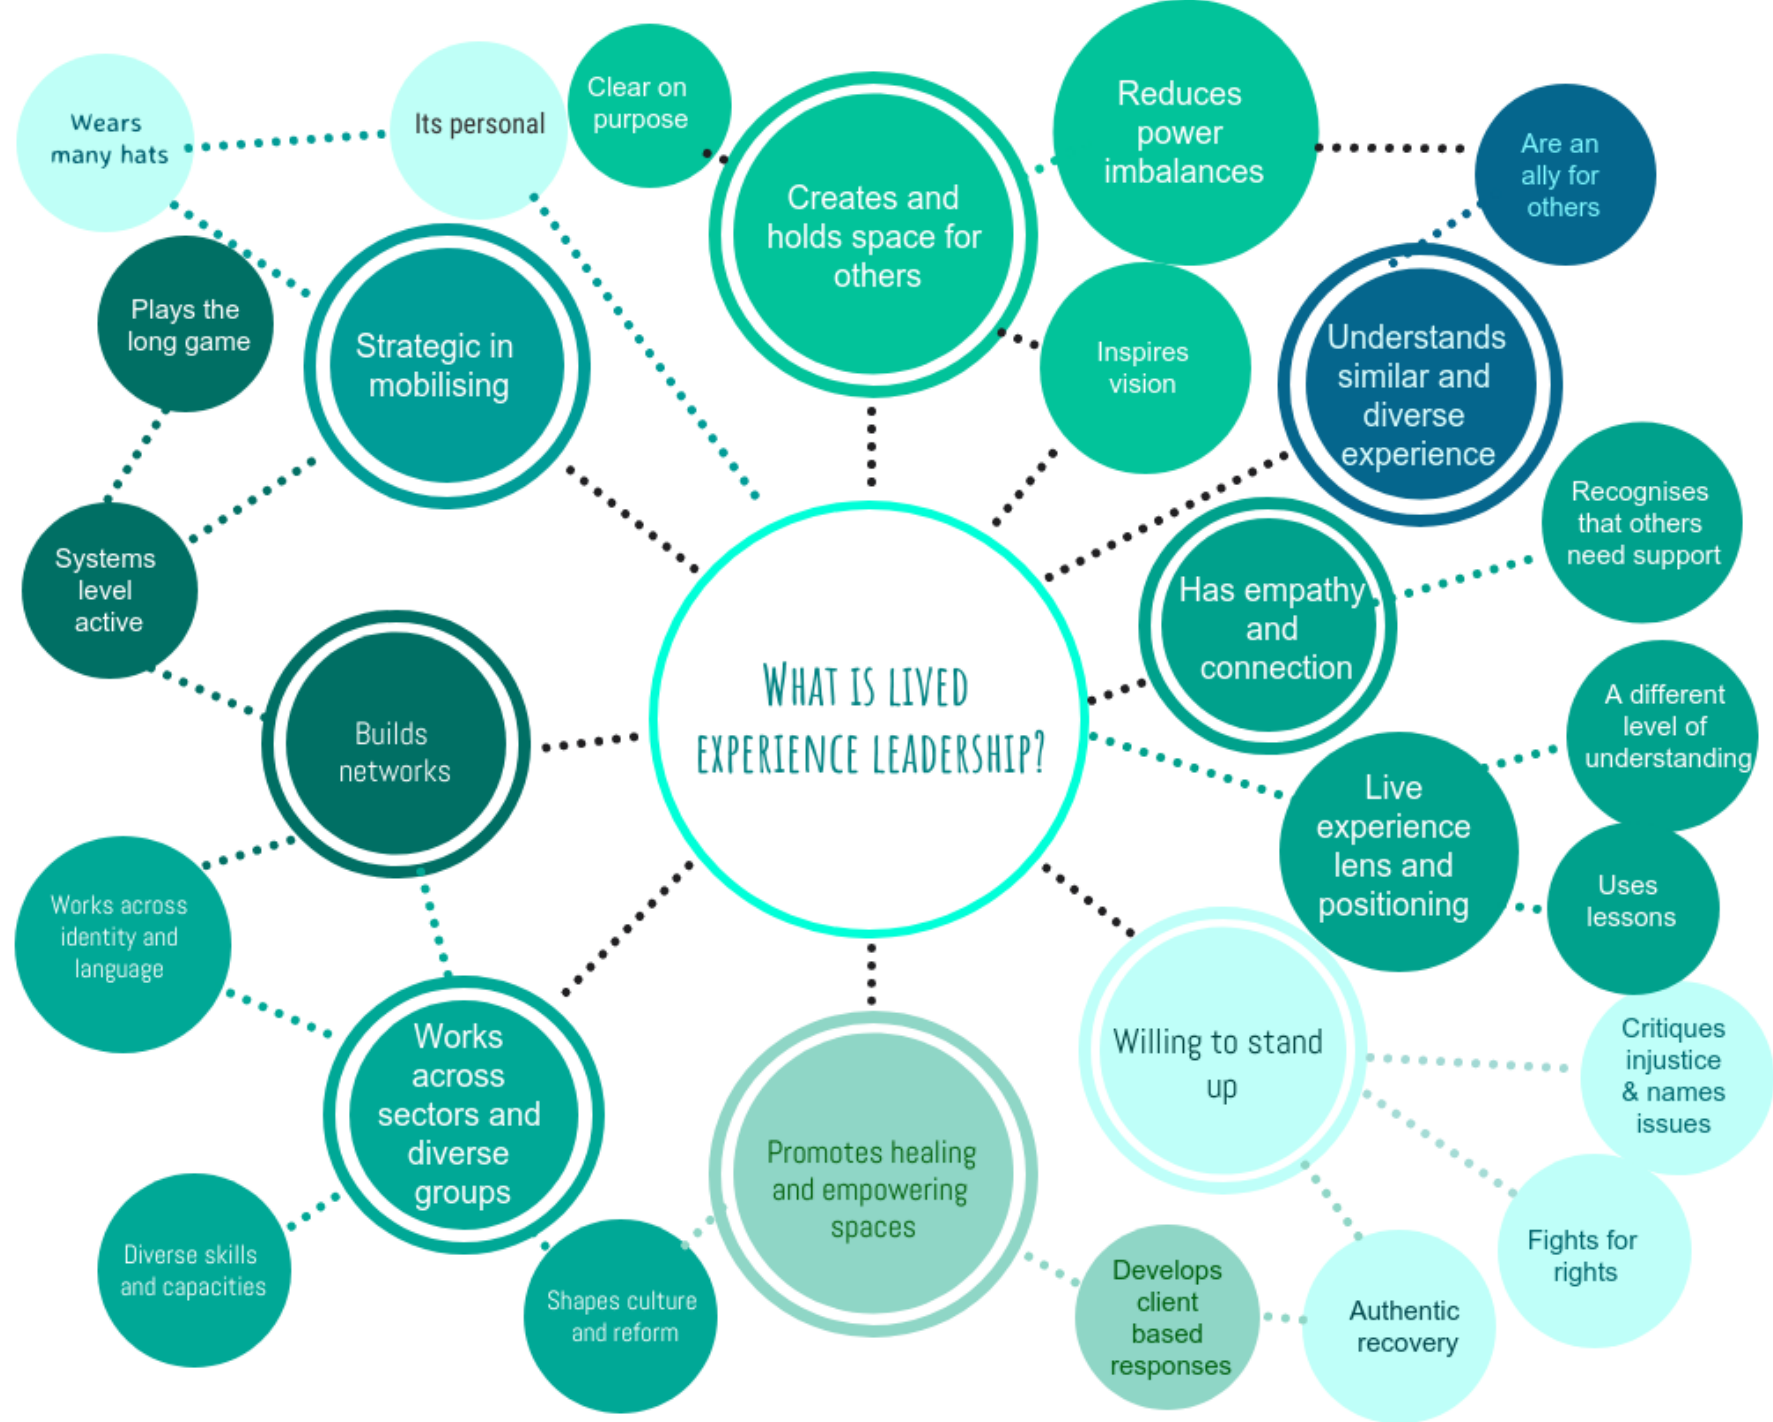 Wears
many hats
Its personal
Clear on
purpose
Creates and
holds space for
others
Reduces
power
imbalances
Are an
ally for
others
Plays the
long game
Strategic in
mobilising
Inspires
vision
Understands
similar and
diverse
experience
Recognises
that others
need support
Systems
level
active
Has empathy
and
connection
What is lived
experience leadership?
A different
level of
understanding
Builds
networks
Live
experience
lens and
positioning
Uses
lessons
Works across
identity and
language
Works
across
sectors and
diverse
groups
Willing to stand
up
Critiques
injustice
& names
issues
Promotes healing
and empowering
spaces
Fights for
rights
Diverse skills
and capacities
Shapes culture
and reform
Develops
client
based
responses
Authentic
recovery